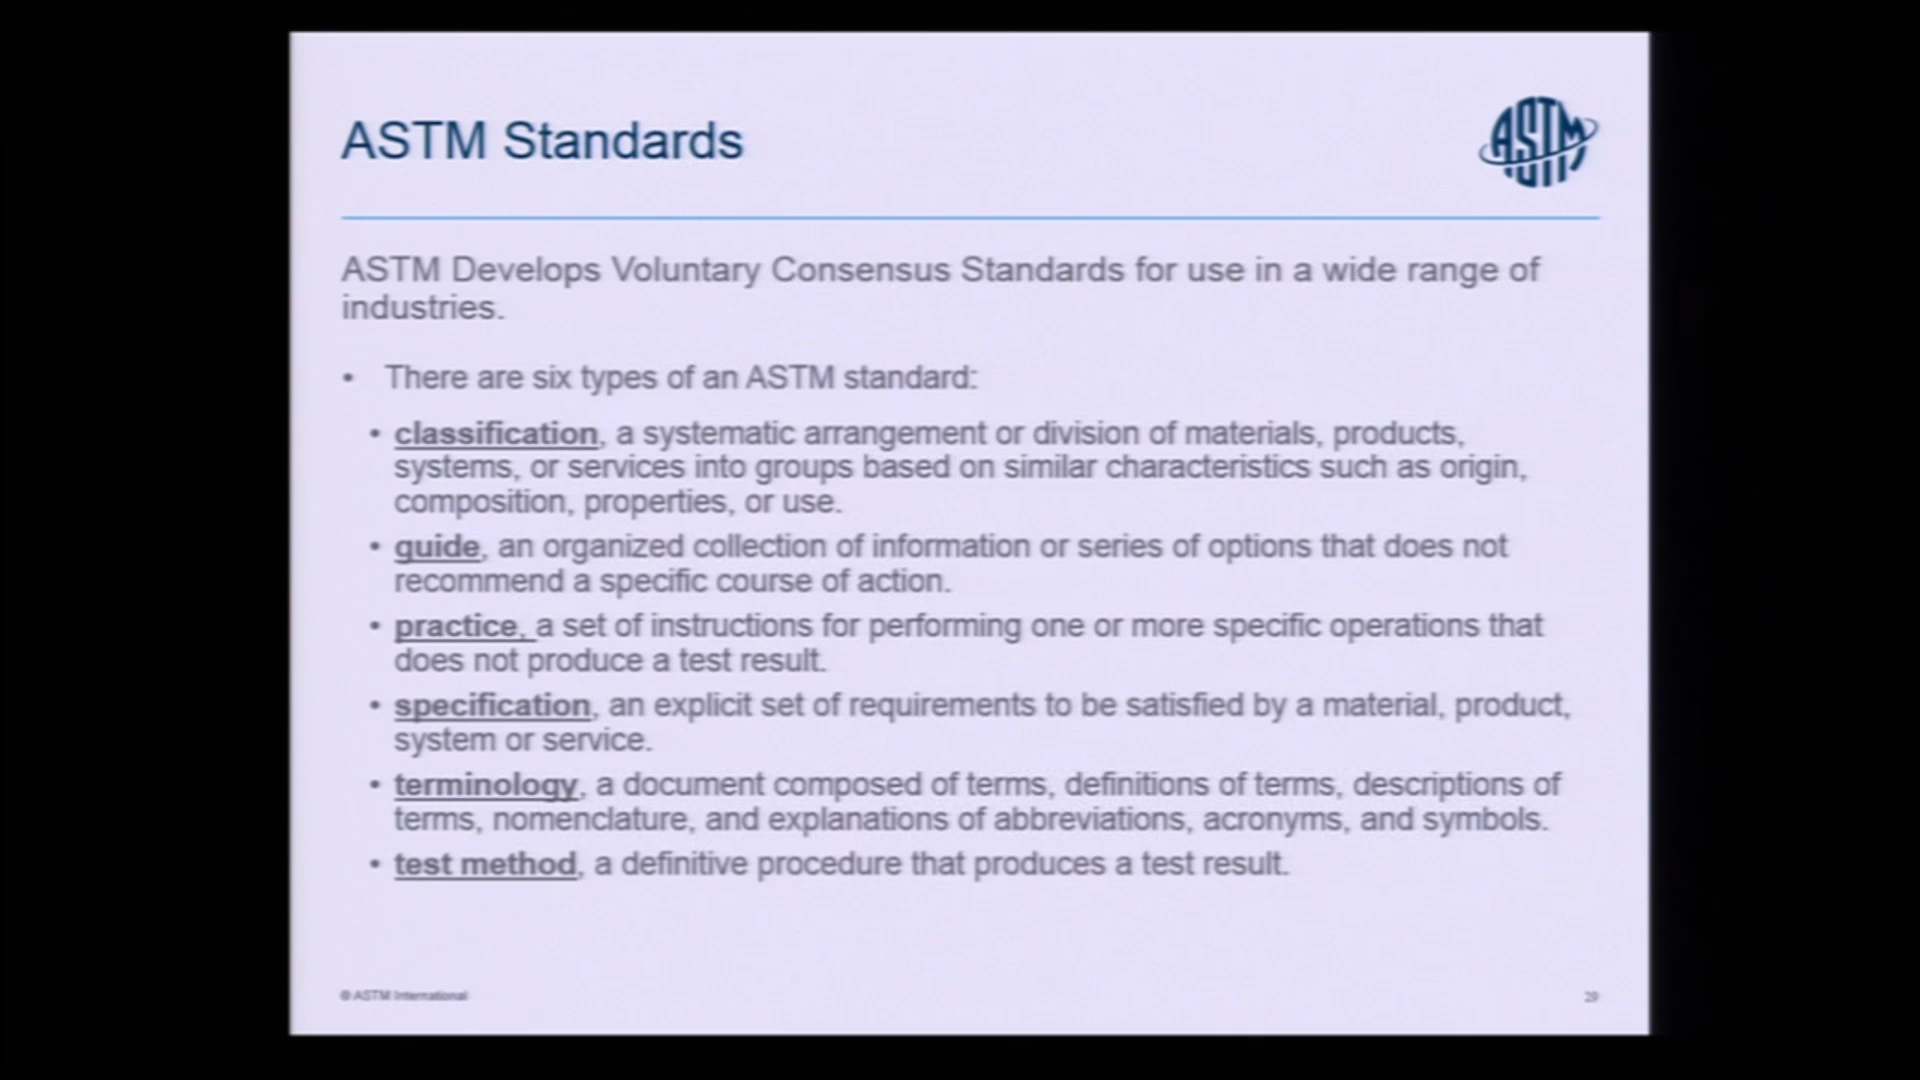 ASTM Standards
ASTM
ASTM Develops Voluntary Consensus Standards for use in a wide range of
industries.
• There are six types of an ASTM standard:
• classification, a systematic arrangement or division of materials, products,
systems, or services into groups based on similar characteristics such as origin,
composition, properties, or use.
• guide, an organized collection of information or series of options that does not
recommend a specific course of action.
• practice, a set of instructions for performing one or more specific operations that
does not produce a test result.
• specification, an explicit set of requirements to be satisfied by a material, product,
system or service.
• terminology, a document composed of terms, definitions of terms, descriptions of
terms, nomenclature, and explanations of abbreviations, acronyms, and symbols.
• test method, a definitive procedure that produces a test result.
© ASTM International
29